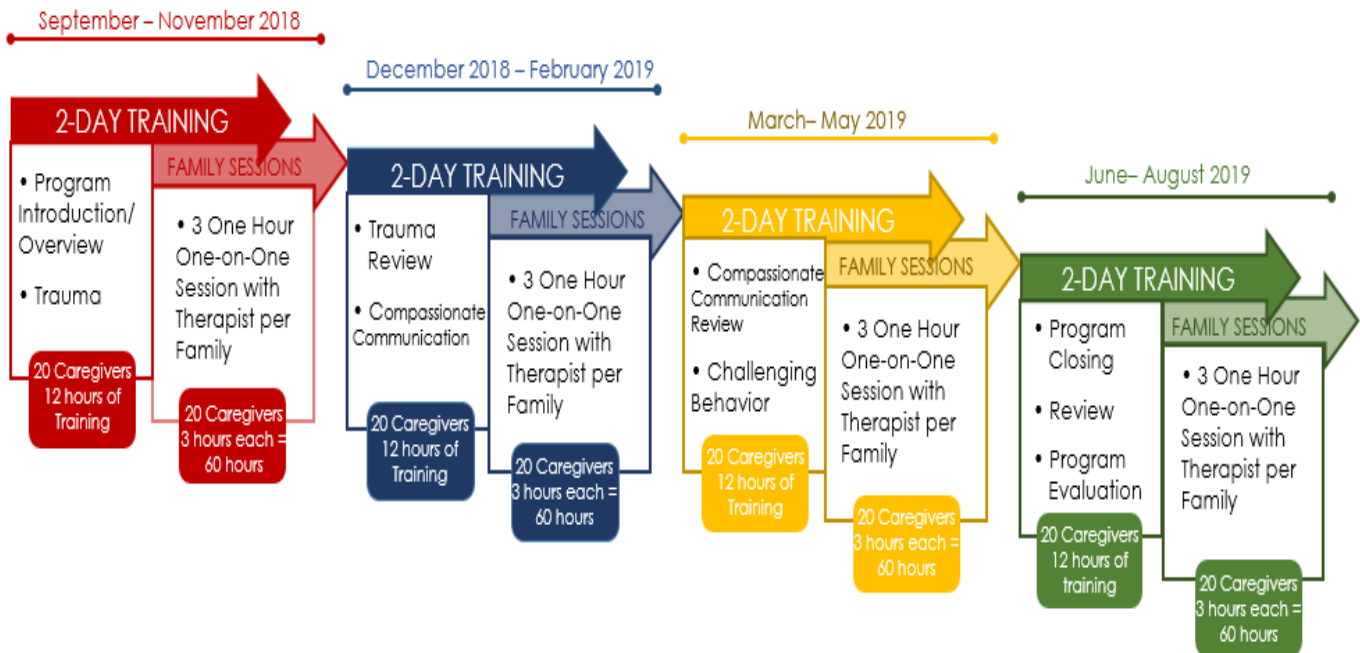 September – November 2018
2-DAY TRAINING
• Program
Introduction/
Overview
• Trauma
20 Caregivers
12 hours of
Training
FAMILY SESSIONS
• 3 One Hour
One-on-One
Session with
Therapist per
Family
20 Caregivers
3 hours each =
60 hours
December 2018 – February 2019
2-DAY TRAINING
• Trauma
Review
• Compassionate
Communication
20 Caregivers
12 hours of
Training
FAMILY SESSIONS
• 3 One Hour
One-on-One
Session with
Therapist per
Family
20 Caregivers
3 hours each =
60 hours
March– May 2019
2-DAY TRAINING
• Compassionate
Communication
Review
• Challenging
Behavior
20 Caregivers
12 hours of
Training
FAMILY SESSIONS
• 3 One Hour
One-on-One
Session with
Therapist per
Family
20 Caregivers
3 hours each =
60 hours
June– August 2019
2-DAY TRAINING
• Program
Closing
• Review
• Program
Evaluation
20 Caregivers
12 hours of
training
FAMILY SESSIONS
• 3 One Hour
One-on-One
Session with
Therapist per
Family
20 Caregivers
3 hours each =
60 hours